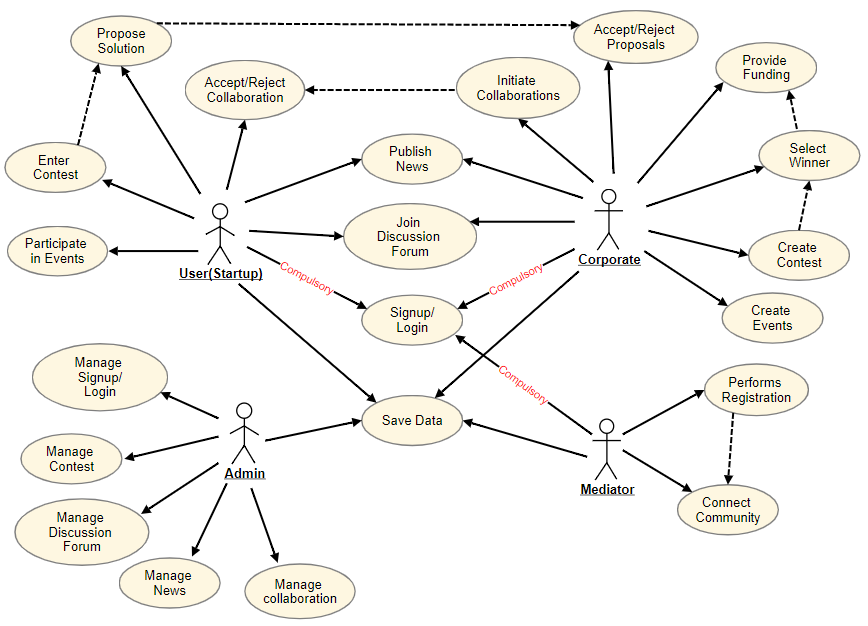 Propose
Solution
Accept/Reject
Proposals
Provide
Funding
Accept/Reject
Collaboration
Initiate
Collaborations
Publish
News
Select
Winner
Enter
Contest
Join
Discussion
Forum
Participate
in Events
User(Startup)
Corporate
Create
Contest
Compulsory
Compulsory
Signup/
Login
Create
Events
Manage
Signup/
Login
Compulsory
Performs
Registration
Save Data
Manage
Contest
Admin
Mediator
Manage
Discussion
Forum
Connect
Community
Manage
News
Manage
collaboration